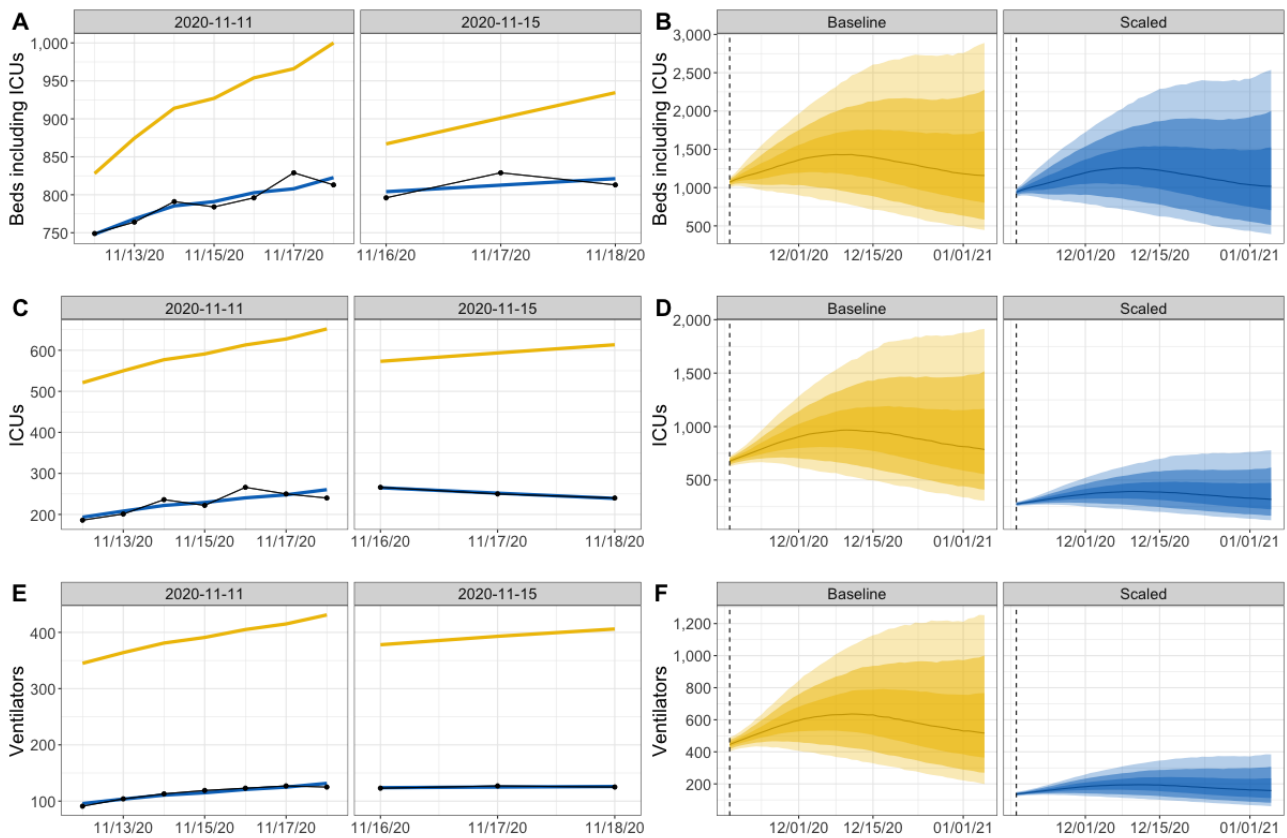 A
2020-11-11
2020-11-15
Beds including ICUs
1,000
950
900
850
800
750
11/13/20 11/15/20 11/17/20
11/16/20 11/17/20 11/18/20
B
Baseline
Scaled
Beds including ICUs
3,000
2,500
2,000
1,500
1,000
500
12/01/20 12/15/20 01/01/21
12/01/20 12/15/20 01/01/21
C
2020-11-11
2020-11-15
ICUs
600
500
400
300
200
11/13/20 11/15/20 11/17/20
11/16/20 11/17/20 11/18/20
D
Baseline
Scaled
ICUs
2,000
1,500
1,000
500
12/01/20 12/15/20 01/01/21
12/01/20 12/15/20 01/01/21
E
2020-11-11
2020-11-15
Ventilators
400
300
200
100
11/13/20 11/15/20 11/17/20
11/16/20 11/17/20 11/18/20
F
Baseline
Scaled
Ventilators
1,200
1,000
800
600
400
200
12/01/20 12/15/20 01/01/21
12/01/20 12/15/20 01/01/21